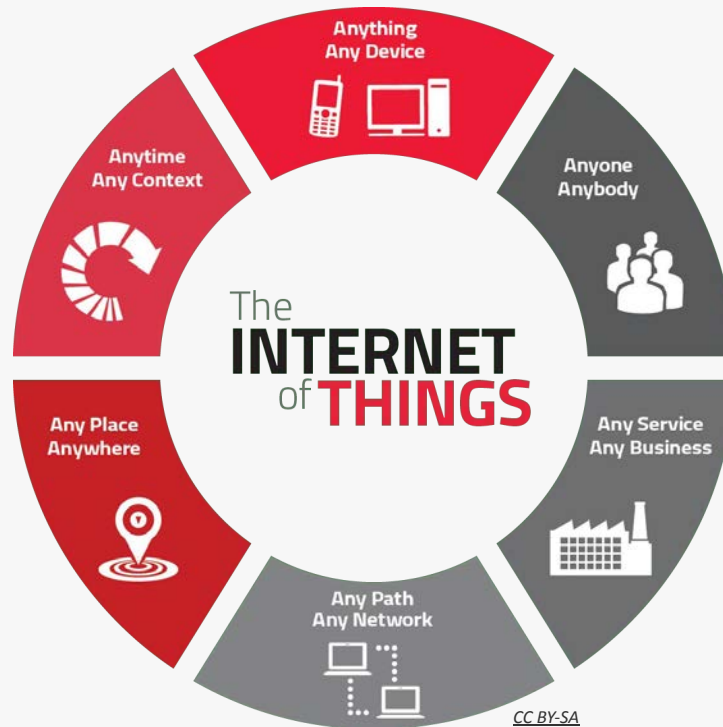 Anything
Any Device
Anyone
Anybody
Any Service
Any Business
Any Path
Any Network
Any Place
Anywhere
Anytime
Any Context
The
INTERNET
of THINGS
CC BY-SA